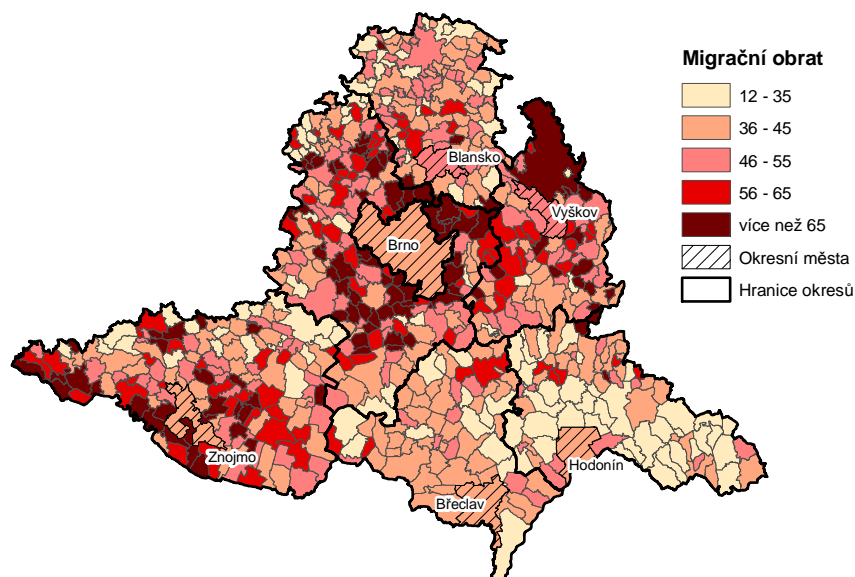 Migrační obrat
12 - 35
36 - 45
46 - 55
56 - 65
více než 65
Okresní města
Hranice okresů
Blansko
Vyškov
Brno
Znojmo
Hodonín
Břeclav